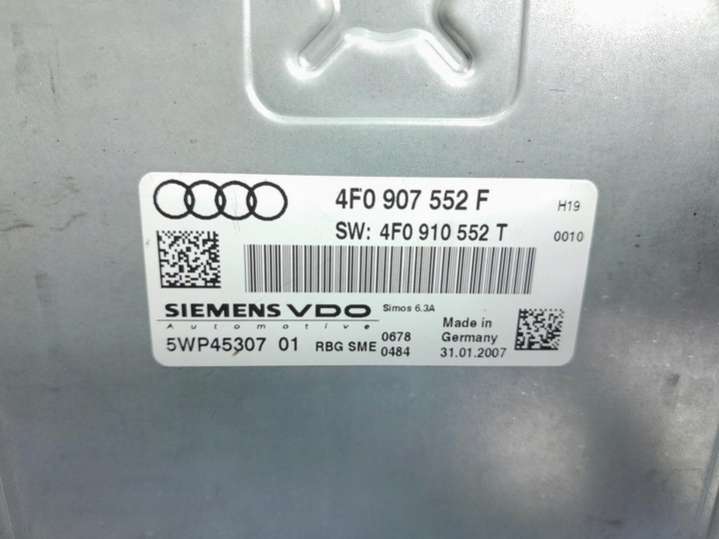 4F0 907 552 F
H19
SW: 4F0 910 552 T
0010
SIEMENS VDO
Automotive
Simos 6.3A
5WP45307 01
RBG SME
0678
0484
Made in
Germany
31.01.2007